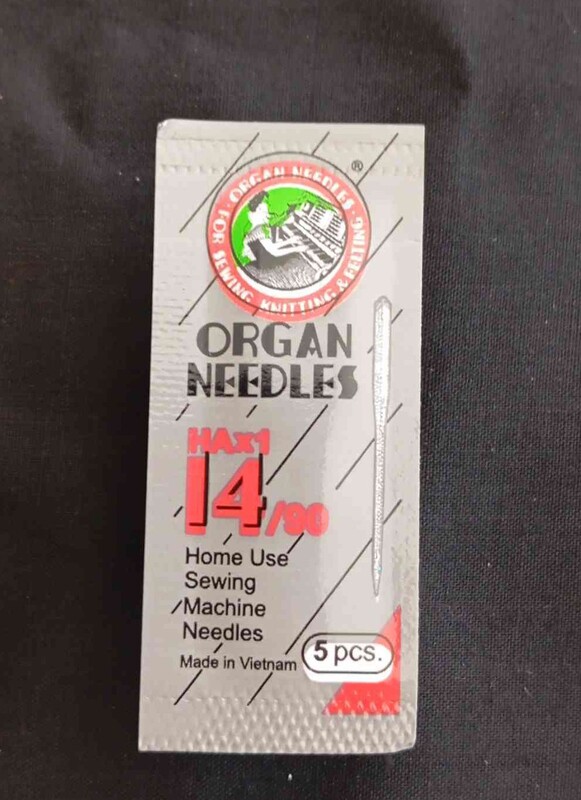 ORGAN NEEDLES
FOR SEWING, KNITTING & FELTING
®
ORGAN
NEEDLES
HAx1
14/90
Home Use
Sewing
Machine
Needles
Made in Vietnam
5 pcs.